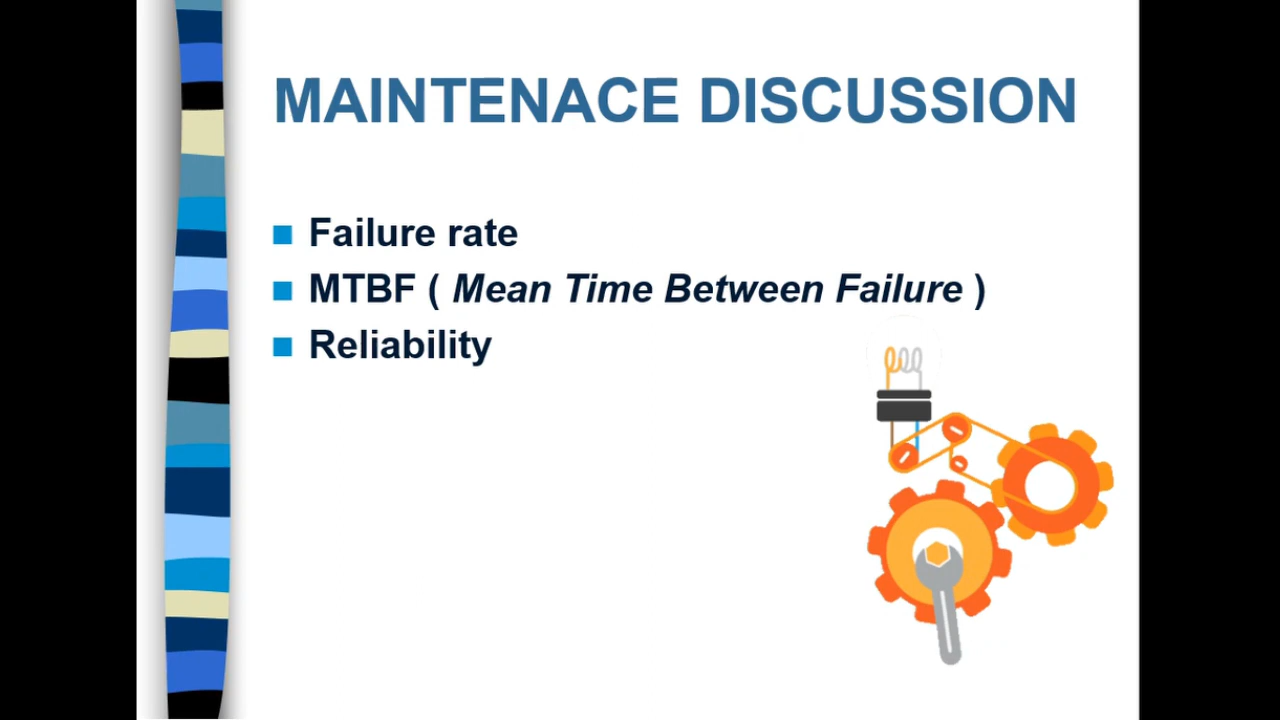 MAINTENACE DISCUSSION
Failure rate
MTBF ( Mean Time Between Failure )
Reliability